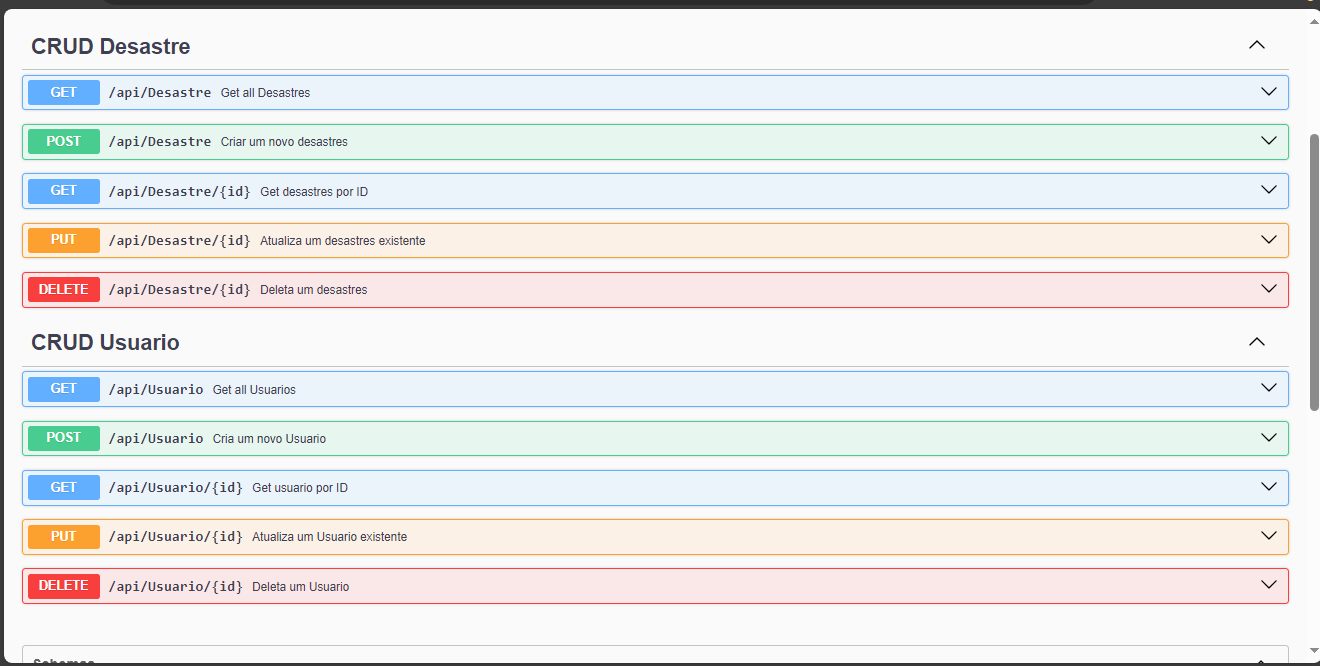 CRUD Desastre
GET /api/Desastre Get all Desastres
POST /api/Desastre Criar um novo desastres
GET /api/Desastre/{id} Get desastres por ID
PUT /api/Desastre/{id} Atualiza um desastres existente
DELETE /api/Desastre/{id} Deleta um desastres
CRUD Usuario
GET /api/Usuario Get all Usuarios
POST /api/Usuario Cria um novo Usuario
GET /api/Usuario/{id} Get usuario por ID
PUT /api/Usuario/{id} Atualiza um Usuario existente
DELETE /api/Usuario/{id} Deleta um Usuario
Schemas